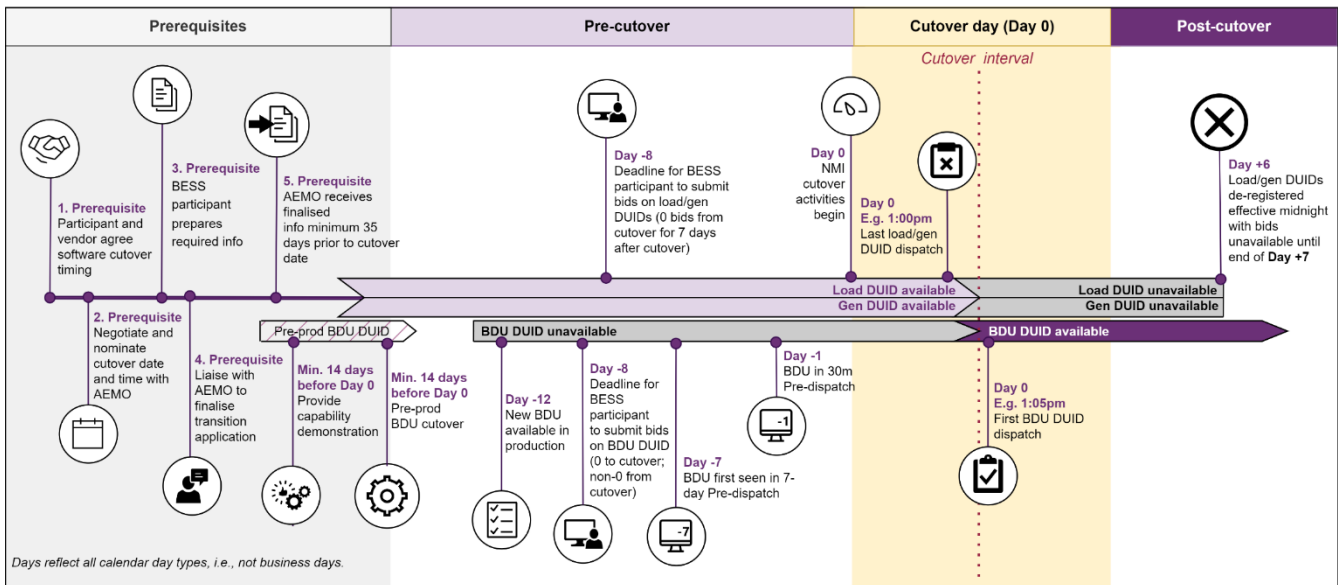 Prerequisites
Pre-cutover
Cutover day (Day 0)
Post-cutover
Cutover interval
1. Prerequisite
Participant and
vendor agree
software cutover
timing
3. Prerequisite
BESS
participant
prepares
required info
5. Prerequisite
AEMO receives
finalised
info minimum 35
days prior to cutover
date
Day -8
Deadline for BESS
participant to submit
bids on load/gen
DUIDs (0 bids from
cutover for 7 days
after cutover)
Day 0
NMI
cutover
activities
begin
Day 0
E.g. 1:00pm
Last load/gen
DUID dispatch
Day +6
Load/gen DUIDs
de-registered
effective midnight
with bids
unavailable until
end of Day +7
Load DUID available
Gen DUID available
Load DUID unavailable
Gen DUID unavailable
Pre-prod BDU DUID
BDU DUID unavailable
BDU DUID available
2. Prerequisite
Negotiate and
nominate
cutover date
and time with
AEMO
4. Prerequisite
Liaise with
AEMO to
finalise
transition
application
Min. 14 days
before Day 0
Provide
capability
demonstration
Min. 14 days
before Day 0
Pre-prod
BDU cutover
Day -12
New BDU
available in
production
Day -8
Deadline for
BESS
participant
to submit bids
on BDU DUID
(0 to cutover;
non-0 from
cutover)
Day -7
BDU first seen in 7-
day Pre-dispatch
-7
Day -1
BDU in 30m
Pre-dispatch
-1
Day 0
E.g. 1:05pm
First BDU DUID
dispatch
Days reflect all calendar day types, i.e., not business days.